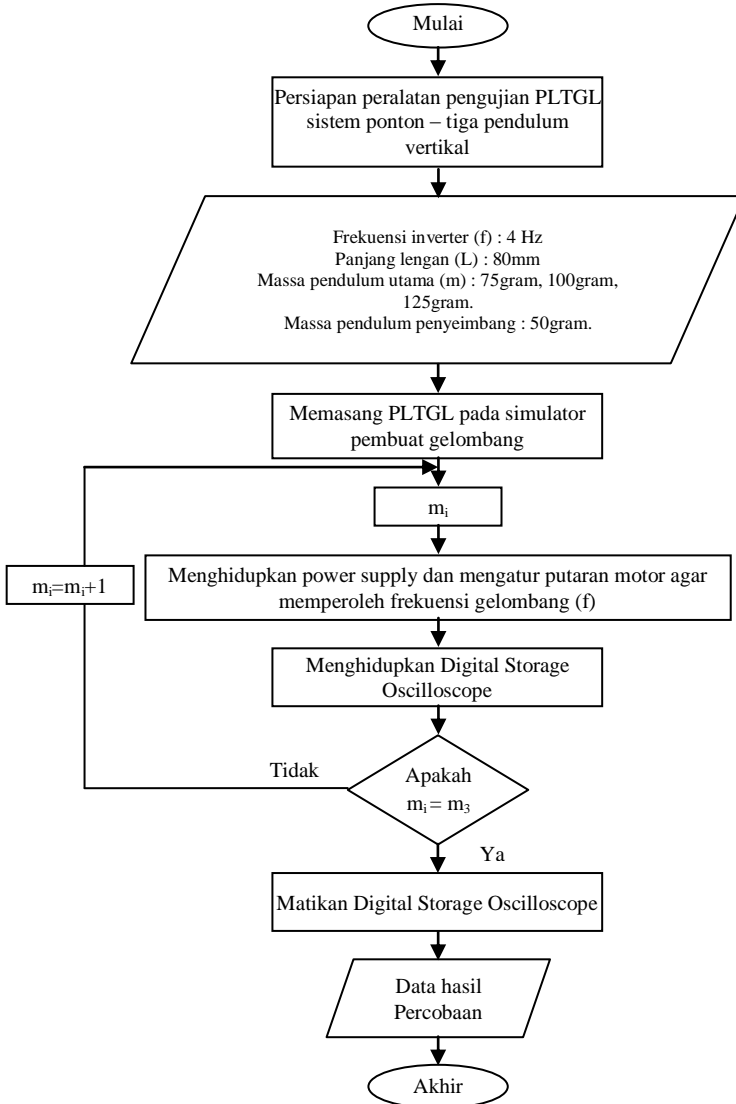 Mulai
Persiapan peralatan pengujian PLTGL
sistem ponton – tiga pendulum
vertikal
Frekuensi inverter (f) : 4 Hz
Panjang lengan (L) : 80mm
Massa pendulum utama (m) : 75gram, 100gram,
125gram.
Massa pendulum penyeimbang : 50gram.
Memasang PLTGL pada simulator
pembuat gelombang
mᵢ
mᵢ=mᵢ+1
Menghidupkan power supply dan mengatur putaran motor agar
memperoleh frekuensi gelombang (f)
Menghidupkan Digital Storage
Oscilloscope
Tidak
Apakah
mᵢ = m₃
Ya
Matikan Digital Storage Oscilloscope
Data hasil
Percobaan
Akhir